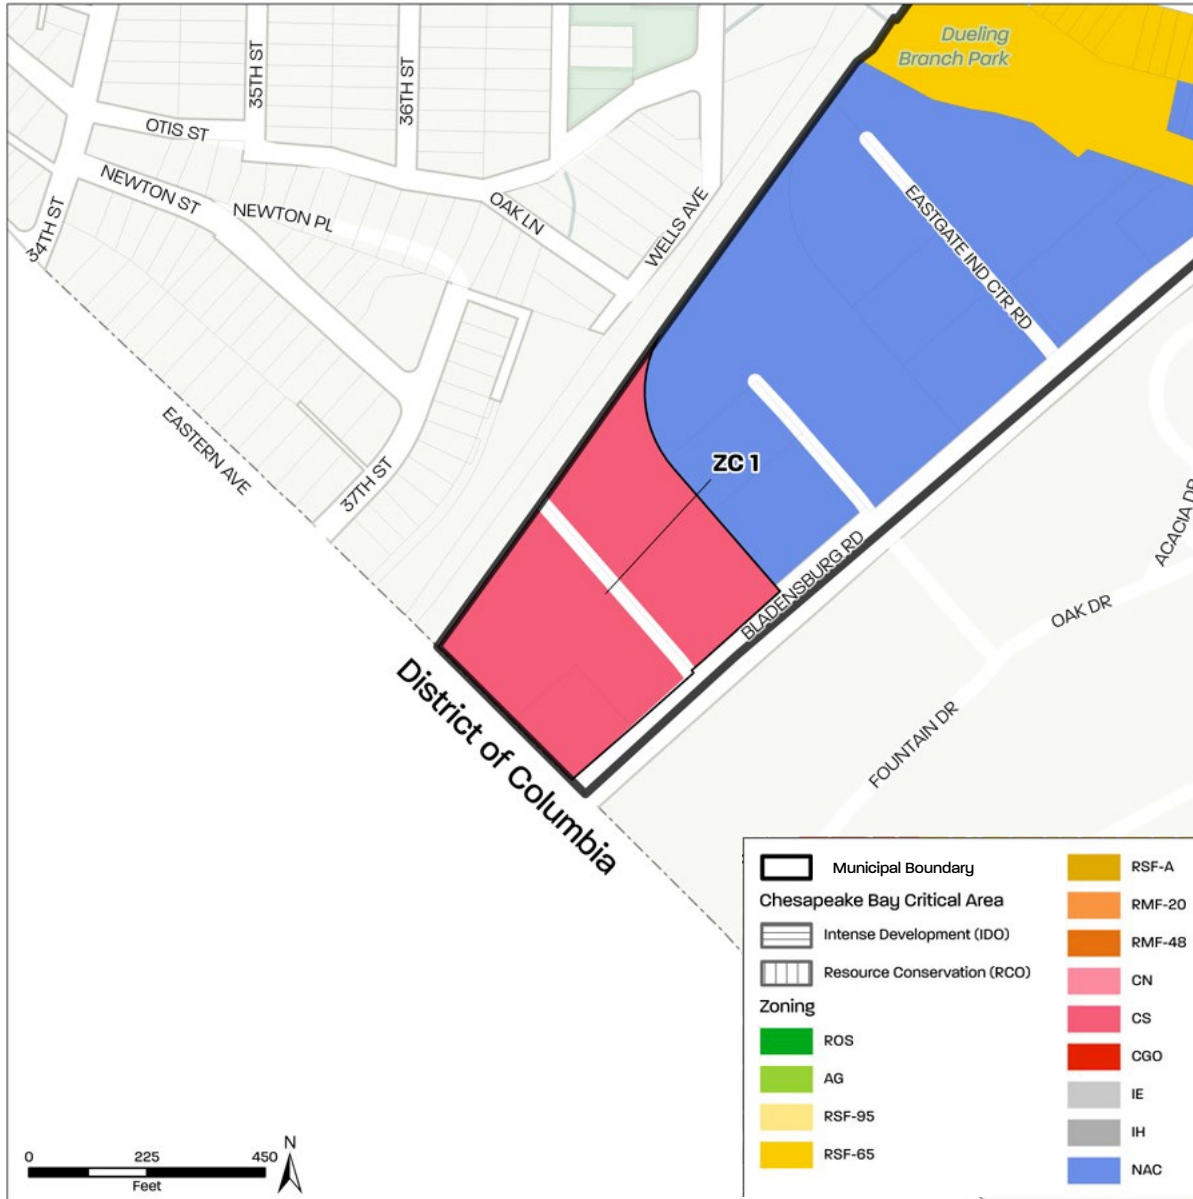 Dueling
Branch Park
35TH ST
36TH ST
OTIS ST
NEWTON ST
NEWTON PL
OAK LN
WELLS AVE
34TH ST
EASTGATE IND CTR RD
EASTERN AVE
37TH ST
ZC 1
BLADENSBURG RD
ACACIA DR
OAK DR
FOUNTAIN DR
District of Columbia
Municipal Boundary
Chesapeake Bay Critical Area
Intense Development (IDO)
Resource Conservation (RCO)
Zoning
ROS
AG
RSF-95
RSF-65
RSF-A
RMF-20
RMF-48
CN
CS
CGO
IE
IH
NAC
0 225 450
Feet
N